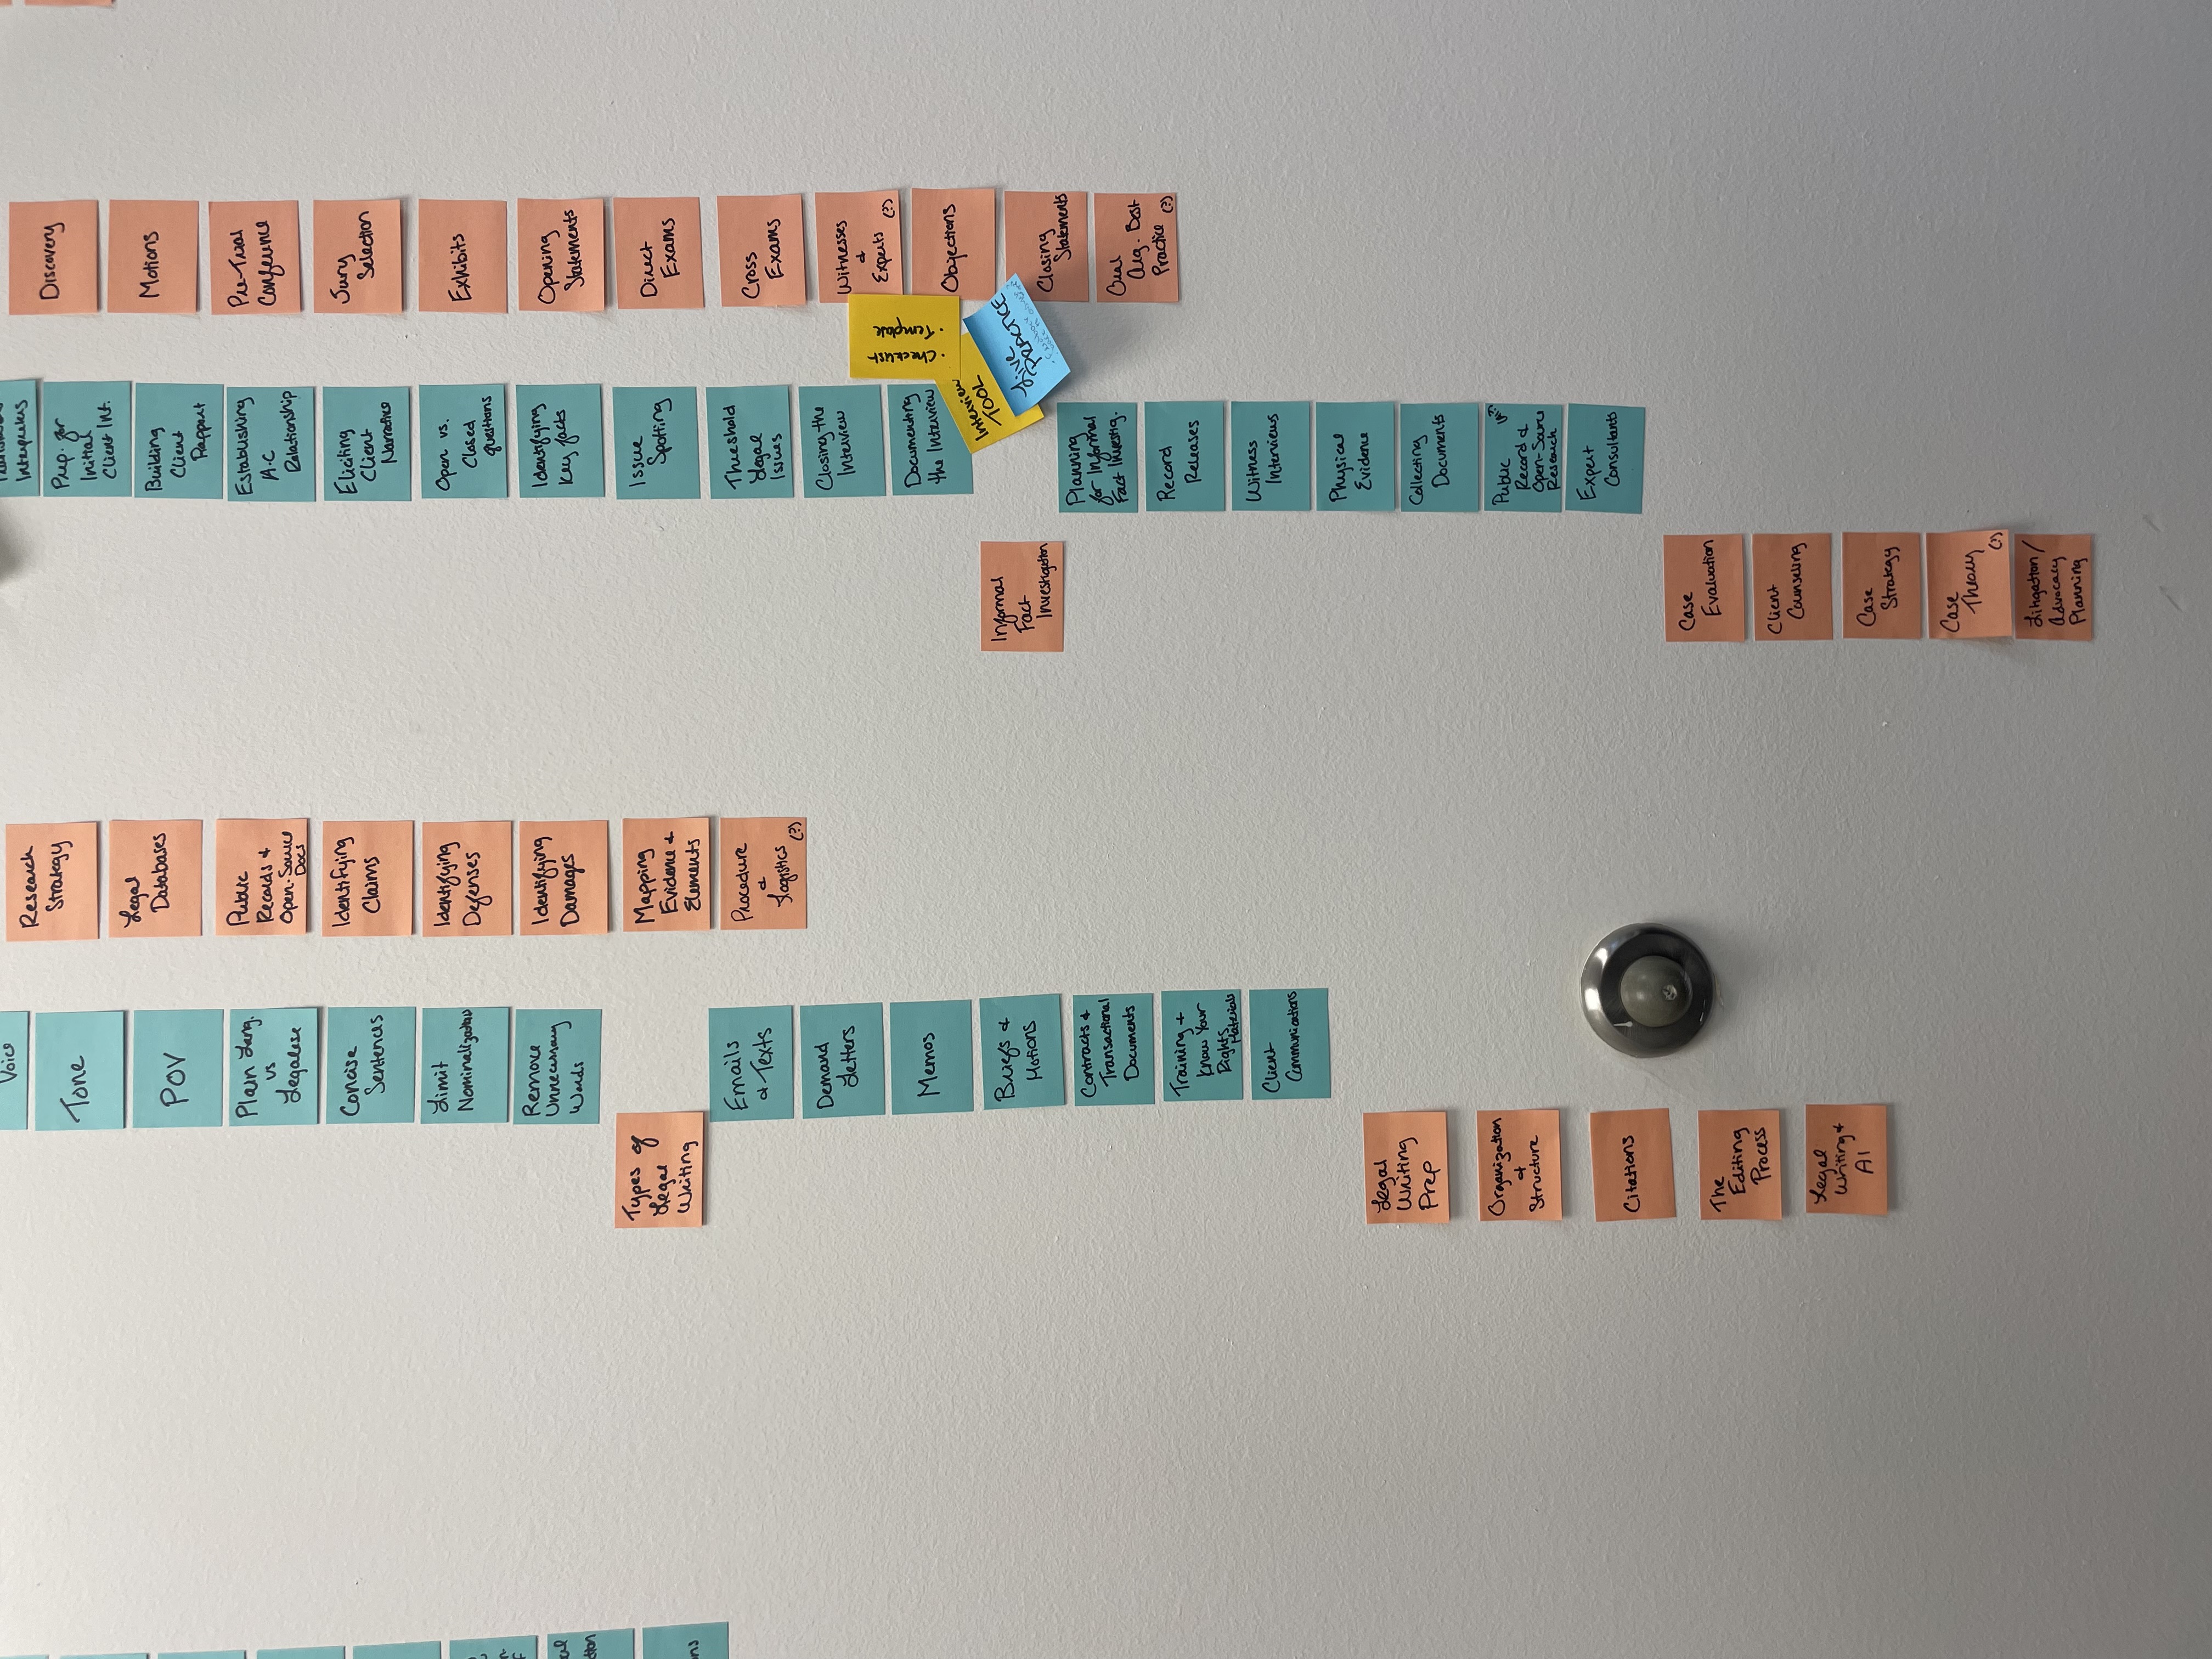 Voice
Tone
POV
Plain Lang.
vs
Legalese
Concise
Sentences
Limit
Nominalizations
Remove
Unnecessary
Words
Types of
Legal
Writing
Emails
& Texts
Demand
Letters
Memos
Briefs &
Motions
Contracts &
Transactional
Documents
Training +
Know Your
Rights
Materials
Client
Communications
Legal
Writing
Prep
Organization
&
Structure
Citations
The
Editing
Process
Legal
Writing &
AI
Research
Strategy
Legal
Databases
Public
Records &
Open-Source
Docs
Identifying
Claims
Identifying
Defenses
Identifying
Damages
Mapping
Evidence &
Elements
Procedure
&
Logistics
(?)
Interpreters
Prep. for
Initial
Client Int.
Building
Client
Rapport
Establishing
A-C
Relationship
Eliciting
Client
Narrative
Open vs.
Closed
questions
Identifying
Key facts
Issue
Spotting
Threshold
Legal
Issues
Closing the
Interview
Documenting
the Interview
• Checklist
• Template
Interview
TOOL
Live
PRACTICE
Informal
Fact
Investigation
Planning
for Informal
Fact Investig.
Record
Releases
Witness
Interviews
Physical
Evidence
Collecting
Documents
Public (AI?)
Record &
Open-Source
Research
Expert
Consultants
Case
Evaluation
Client
Counseling
Case
Strategy
Case
Theory
(?)
Litigation/
Advocacy
Planning
Discovery
Motions
Pre-Trial
Conference
Jury
Selection
Exhibits
Opening
Statements
Direct
Exams
Cross
Exams
Witnesses
&
Experts (?)
Objections
Closing
Statements
Oral
Arg. Best
Practice (?)